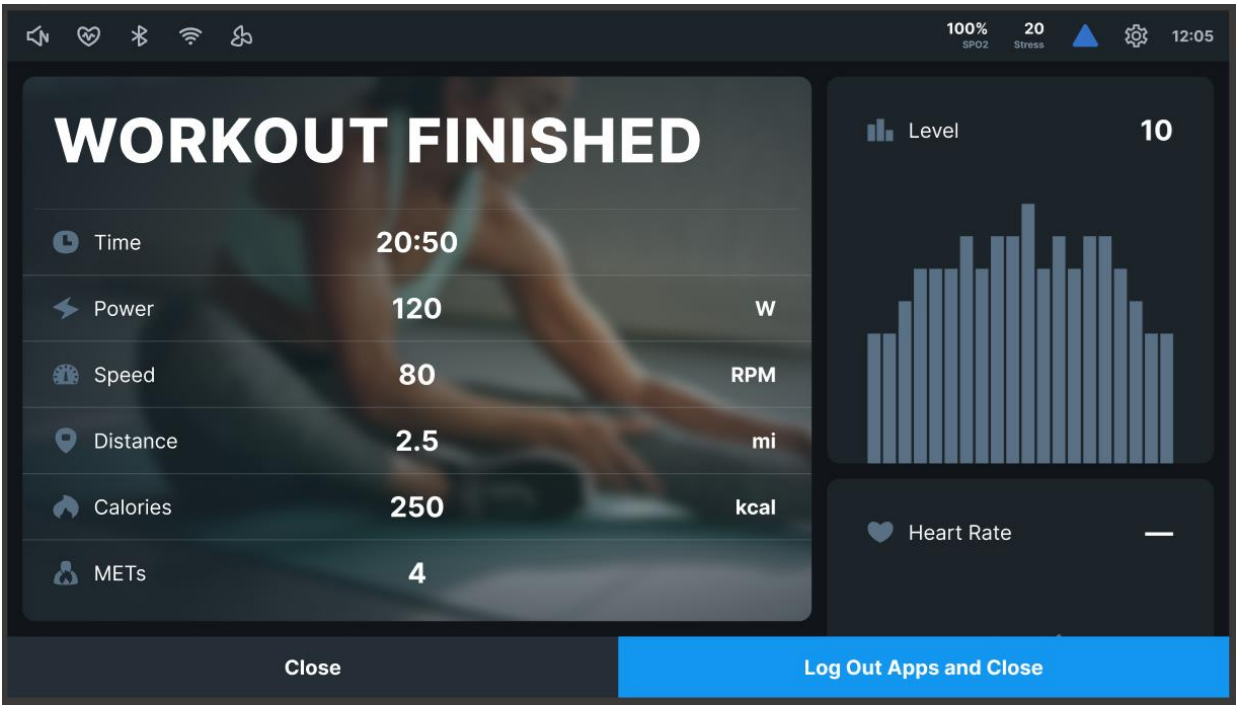 100% 20 12:05
SPO2 Stress
WORKOUT FINISHED
Time 20:50
Power 120 W
Speed 80 RPM
Distance 2.5 mi
Calories 250 kcal
METs 4
Level 10
Heart Rate —
Close Log Out Apps and Close